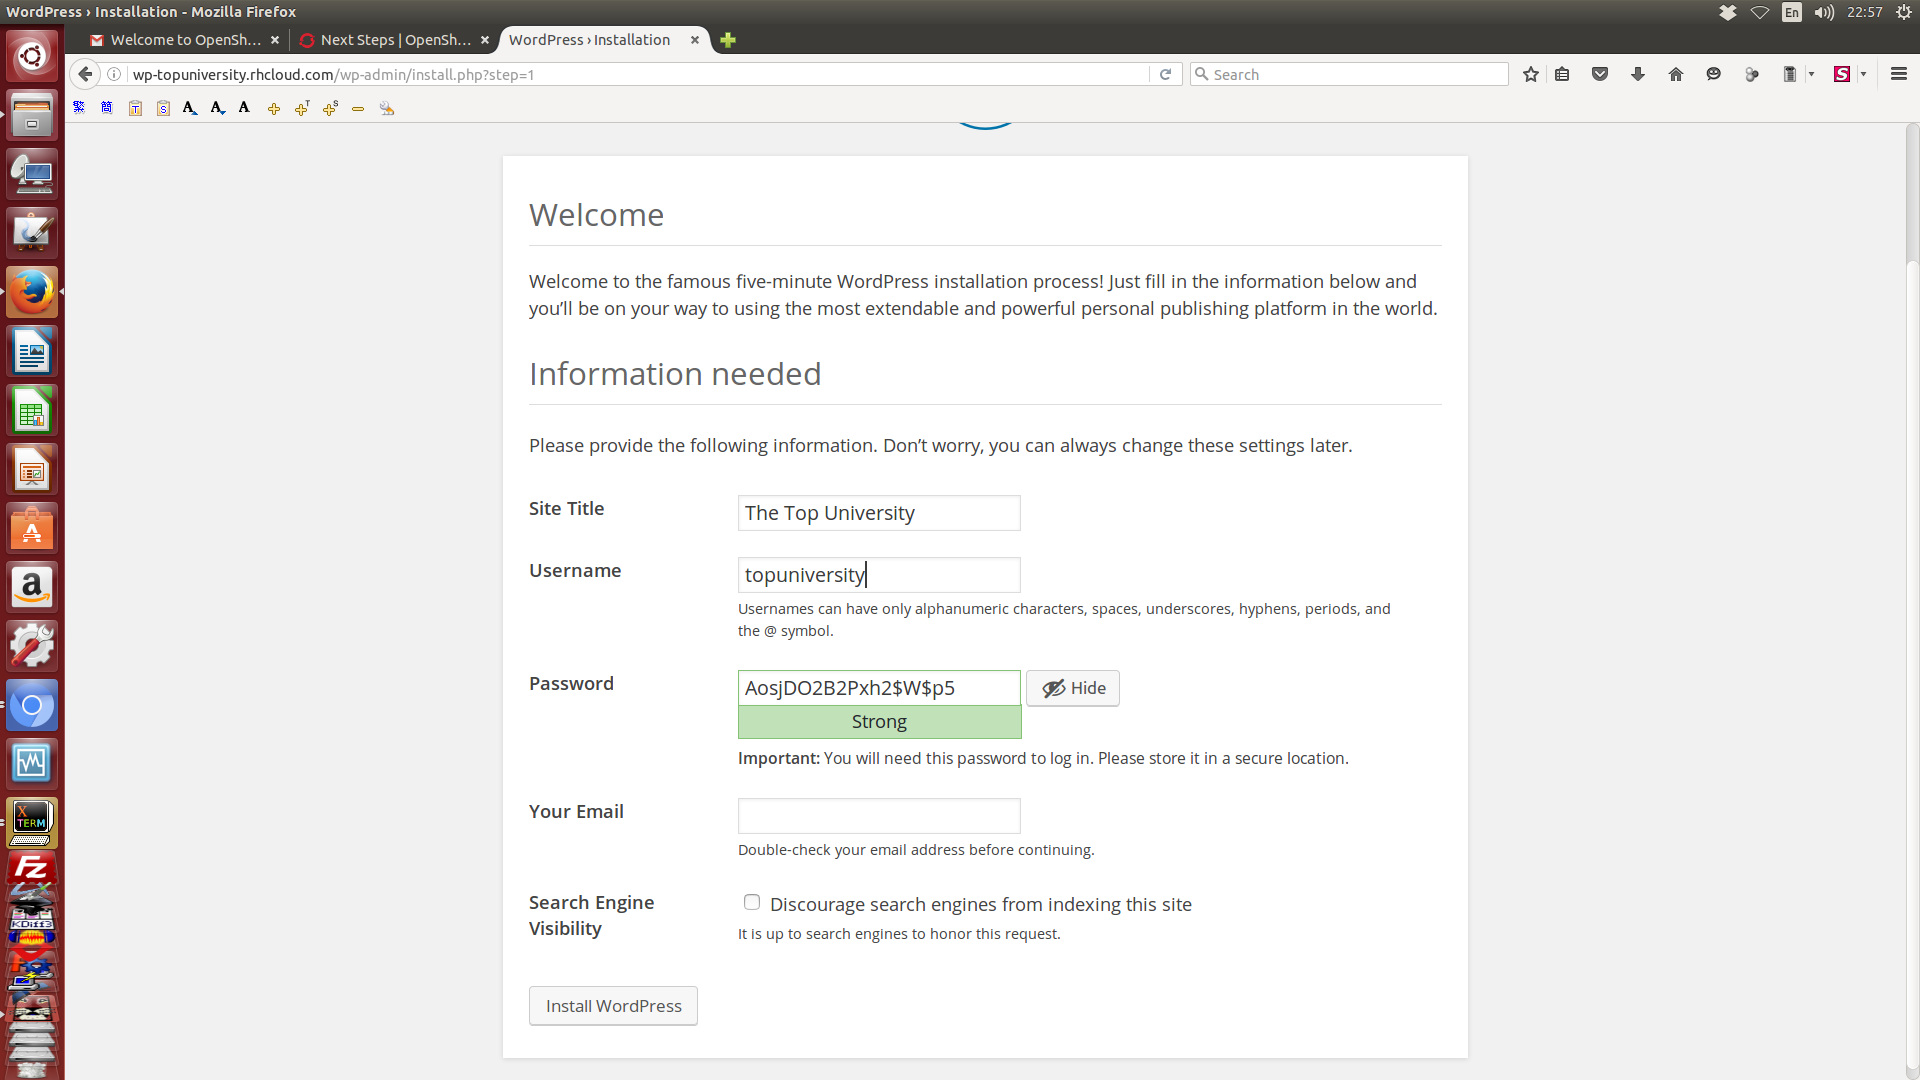 WordPress › Installation - Mozilla Firefox
En
22:57
Welcome to OpenSh...
Next Steps | OpenSh...
WordPress › Installation
wp-topuniversity.rhcloud.com/wp-admin/install.php?step=1
Search
Welcome
Welcome to the famous five-minute WordPress installation process! Just fill in the information below and
you’ll be on your way to using the most extendable and powerful personal publishing platform in the world.
Information needed
Please provide the following information. Don’t worry, you can always change these settings later.
Site Title
The Top University
Username
topuniversity
Usernames can have only alphanumeric characters, spaces, underscores, hyphens, periods, and
the @ symbol.
Password
AosjDO2B2Pxh2$W$p5
Hide
Strong
Important: You will need this password to log in. Please store it in a secure location.
Your Email
Double-check your email address before continuing.
Search Engine
Visibility
Discourage search engines from indexing this site
It is up to search engines to honor this request.
Install WordPress
X
TERM
Fz
KDiff3